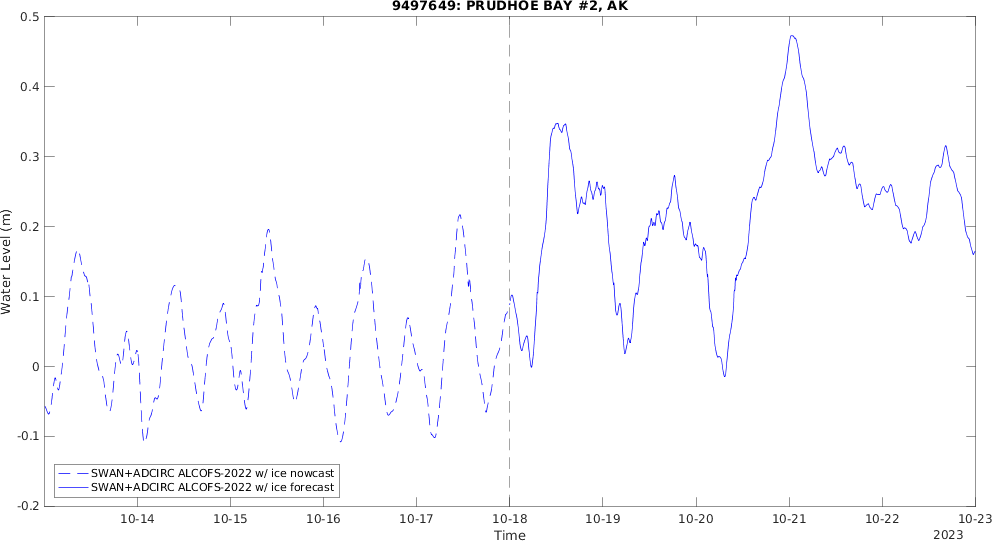 9497649: PRUDHOE BAY #2, AK
Water Level (m)
0.5
0.4
0.3
0.2
0.1
0
-0.1
-0.2
SWAN+ADCIRC ALCOFS-2022 w/ ice nowcast
SWAN+ADCIRC ALCOFS-2022 w/ ice forecast
10-14 10-15 10-16 10-17 10-18 10-19 10-20 10-21 10-22 10-23
Time
2023